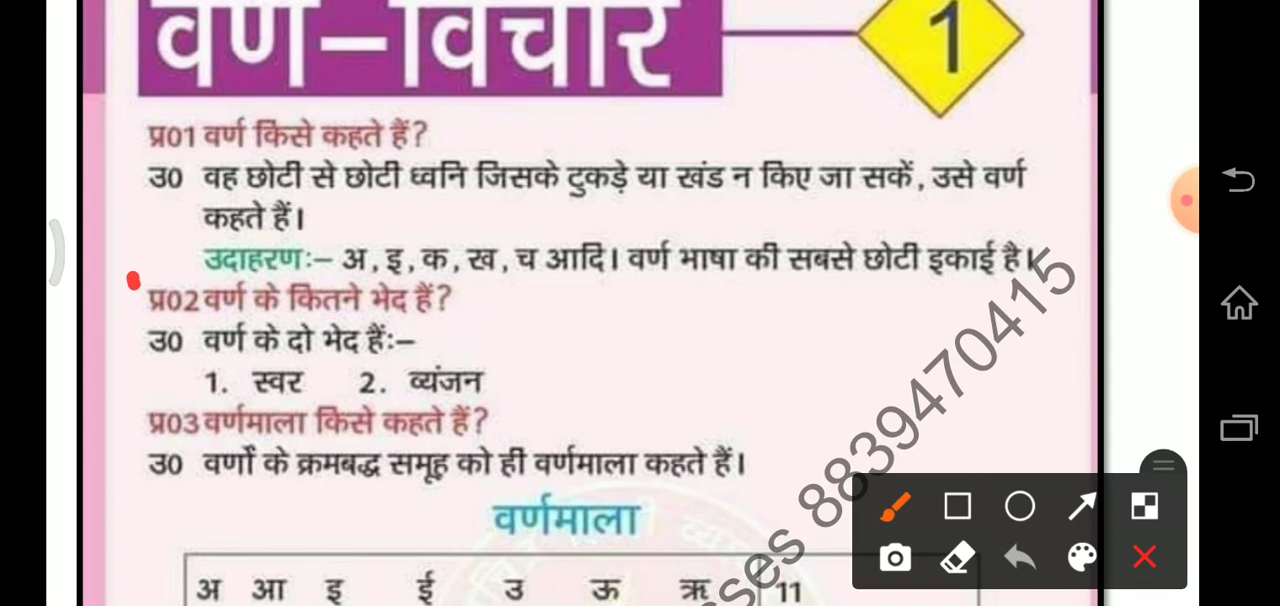 वर्ण–विचार
1
प्र01 वर्ण किसे कहते हैं?
उ0 वह छोटी से छोटी ध्वनि जिसके टुकड़े या खंड न किए जा सकें, उसे वर्ण
कहते हैं।
उदाहरणः– अ, इ, क, ख, च आदि। वर्ण भाषा की सबसे छोटी इकाई है।
प्र02 वर्ण के कितने भेद हैं?
उ0 वर्ण के दो भेद हैंः–
1. स्वर 2. व्यंजन
प्र03 वर्णमाला किसे कहते हैं?
उ0 वर्णों के क्रमबद्ध समूह को ही वर्णमाला कहते हैं।
वर्णमाला
अ आ इ ई उ ऊ ऋ 11
8839470415